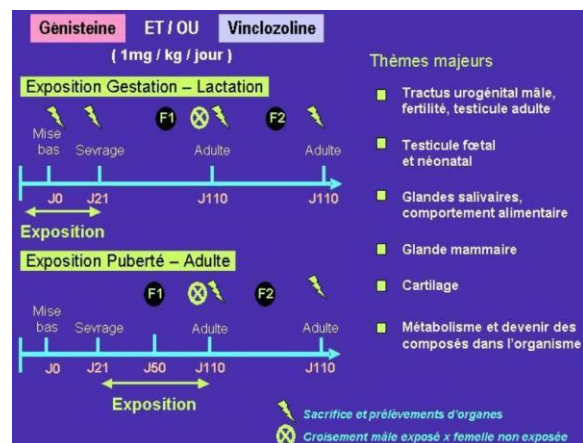 Génisteine ET / OU Vinclozoline
( 1mg / kg / jour )
Exposition Gestation – Lactation
F1 F2
Mise
bas
Sevrage Adulte Adulte
J0 J21 J110 J110
Exposition
Exposition Puberté – Adulte
F1 F2
Mise
bas
Sevrage Adulte Adulte
J0 J21 J50 J110 J110
Exposition
Thèmes majeurs
Tractus urogénital mâle,
fertilité, testicule adulte
Testicule fœtal
et néonatal
Glandes salivaires,
comportement alimentaire
Glande mammaire
Cartilage
Métabolisme et devenir des
composés dans l'organisme
Sacrifice et prélèvements d'organes
Croisement mâle exposé x femelle non exposée